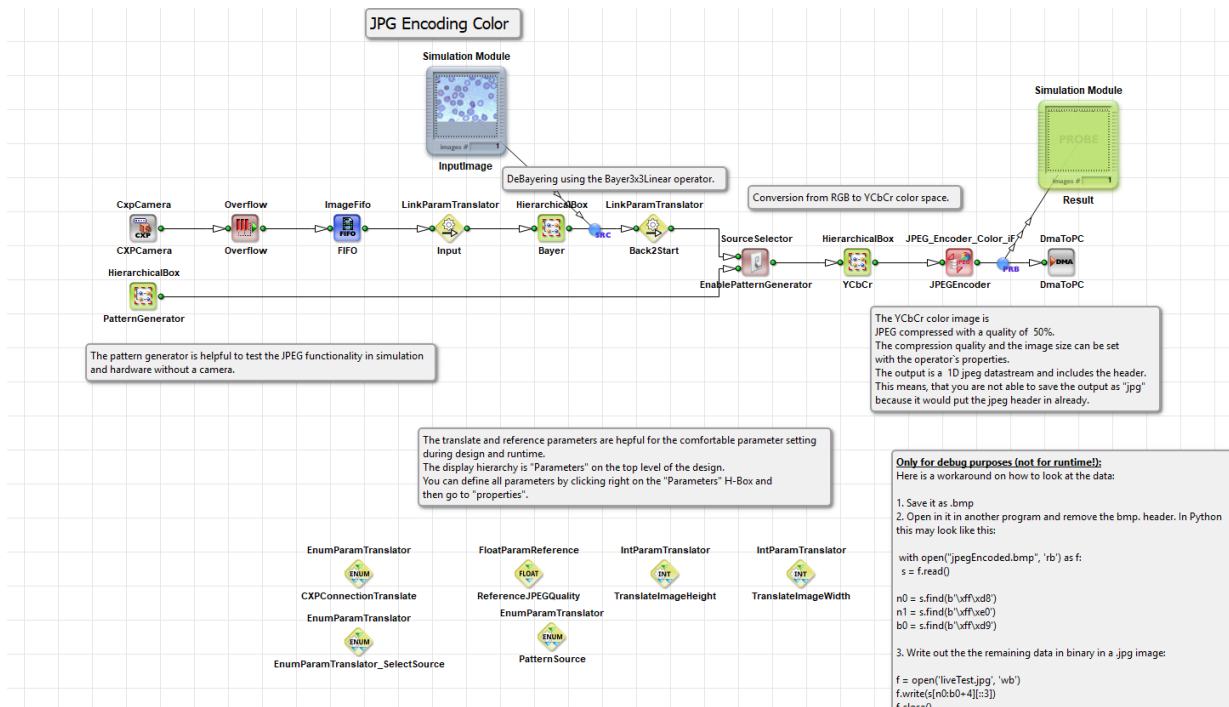 JPG Encoding Color
Simulation Module
images # 1
InputImage
Simulation Module
PROBE
images # 1
Result
DeBayering using the Bayer3x3Linear operator.
Conversion from RGB to YCbCr color space.
CxpCamera
CXP
CXPCamera
Overflow
Overflow
ImageFifo
FIFO
FIFO
LinkParamTranslator
Input
HierarchicalBox
Bayer
SRC
LinkParamTranslator
Back2Start
SourceSelector
EnablePatternGenerator
HierarchicalBox
YCbCr
JPEG_Encoder_Color_iF
JPEG
JPEGEncoder
PRB
DmaToPC
DMA
DmaToPC
HierarchicalBox
PatternGenerator
The pattern generator is helpful to test the JPEG functionality in simulation
and hardware without a camera.
The YCbCr color image is
JPEG compressed with a quality of 50%.
The compression quality and the image size can be set
with the operator`s properties.
The output is a 1D jpeg datastream and includes the header.
This means, that you are not able to save the output as "jpg"
because it would put the jpeg header in already.
The translate and reference parameters are hepful for the comfortable parameter setting
during design and runtime.
The display hierarchy is "Parameters" on the top level of the design.
You can define all parameters by clicking right on the "Parameters" H-Box and
then go to "properties".
Only for debug purposes (not for runtime!):
Here is a workaround on how to look at the data:
1. Save it as .bmp
2. Open in it in another program and remove the bmp. header. In Python
this may look like this:
with open("jpegEncoded.bmp", 'rb') as f:
s = f.read()
n0 = s.find(b'\xff\xd8')
n1 = s.find(b'\xff\xe0')
b0 = s.find(b'\xff\xd9')
3. Write out the the remaining data in binary in a .jpg image:
f = open('liveTest.jpg', 'wb')
f.write(s[n0:b0+4][::3])
f.close()
EnumParamTranslator
ENUM
CXPConnectionTranslate
FloatParamReference
FLOAT
ReferenceJPEGQuality
IntParamTranslator
INT
TranslateImageHeight
IntParamTranslator
INT
TranslateImageWidth
EnumParamTranslator
ENUM
EnumParamTranslator_SelectSource
EnumParamTranslator
ENUM
PatternSource